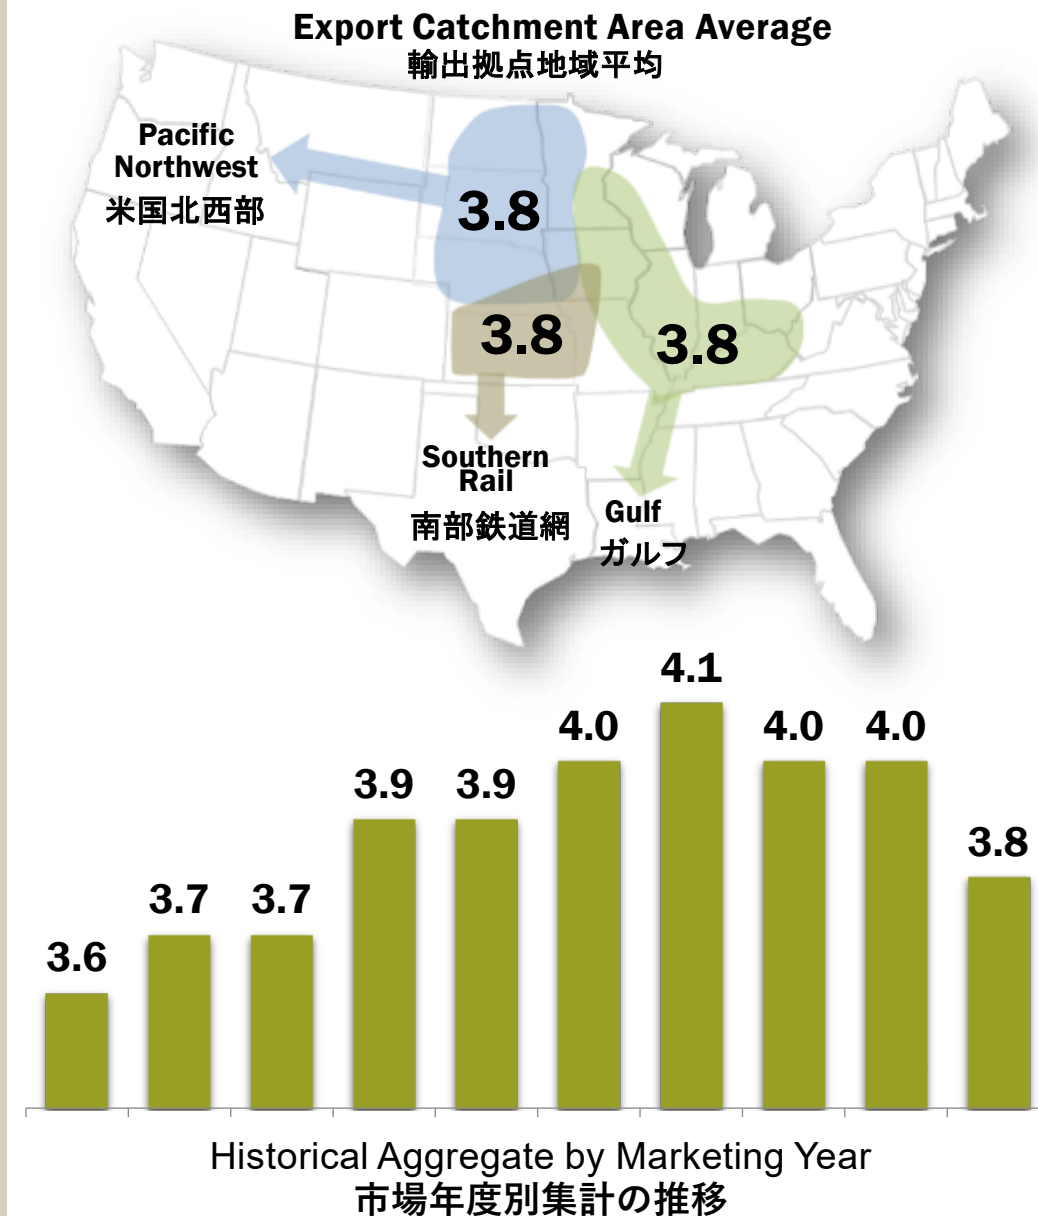 Export Catchment Area Average
輸出拠点地域平均
Pacific
Northwest
米国北西部
3.8
3.8
3.8
Southern
Rail
南部鉄道網
Gulf
ガルフ
3.6
3.7
3.7
3.9
3.9
4.0
4.1
4.0
4.0
3.8
Historical Aggregate by Marketing Year
市場年度別集計の推移